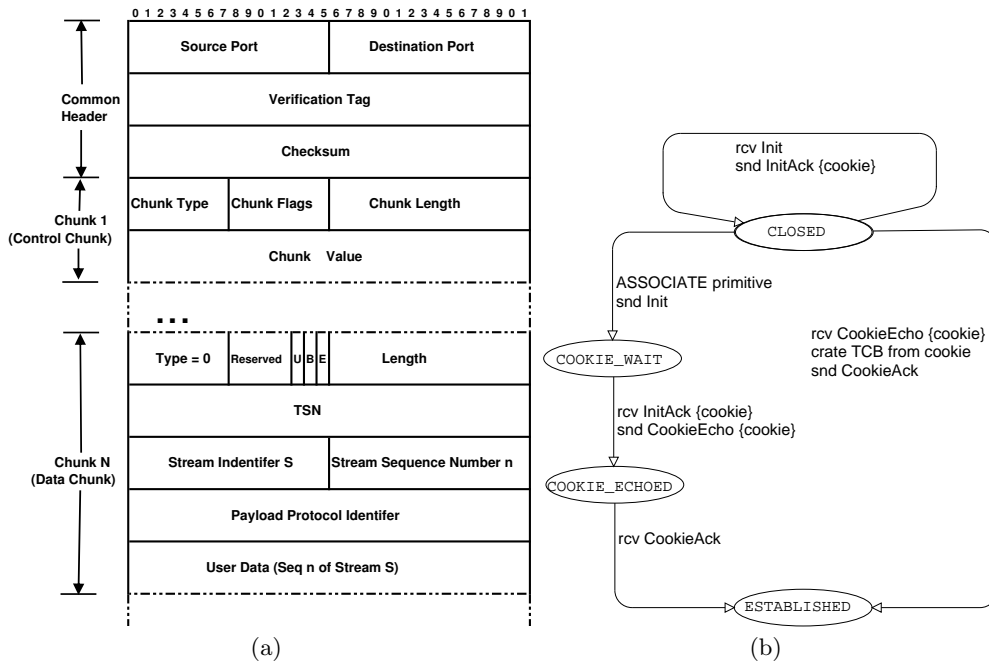 0 1 2 3 4 5 6 7 8 9 0 1 2 3 4 5 6 7 8 9 0 1 2 3 4 5 6 7 8 9 0 1
Source Port
Destination Port
Common
Header
Verification Tag
Checksum
Chunk 1
(Control Chunk)
Chunk Type
Chunk Flags
Chunk Length
Chunk Value
...
Chunk N
(Data Chunk)
Type = 0
Reserved
U
B
E
Length
TSN
Stream Indentifer S
Stream Sequence Number n
Payload Protocol Identifer
User Data (Seq n of Stream S)
(a)
rcv Init
snd InitAck {cookie}
CLOSED
ASSOCIATE primitive
snd Init
rcv CookieEcho {cookie}
crate TCB from cookie
snd CookieAck
COOKIE_WAIT
rcv InitAck {cookie}
snd CookieEcho {cookie}
COOKIE_ECHOED
rcv CookieAck
ESTABLISHED
(b)